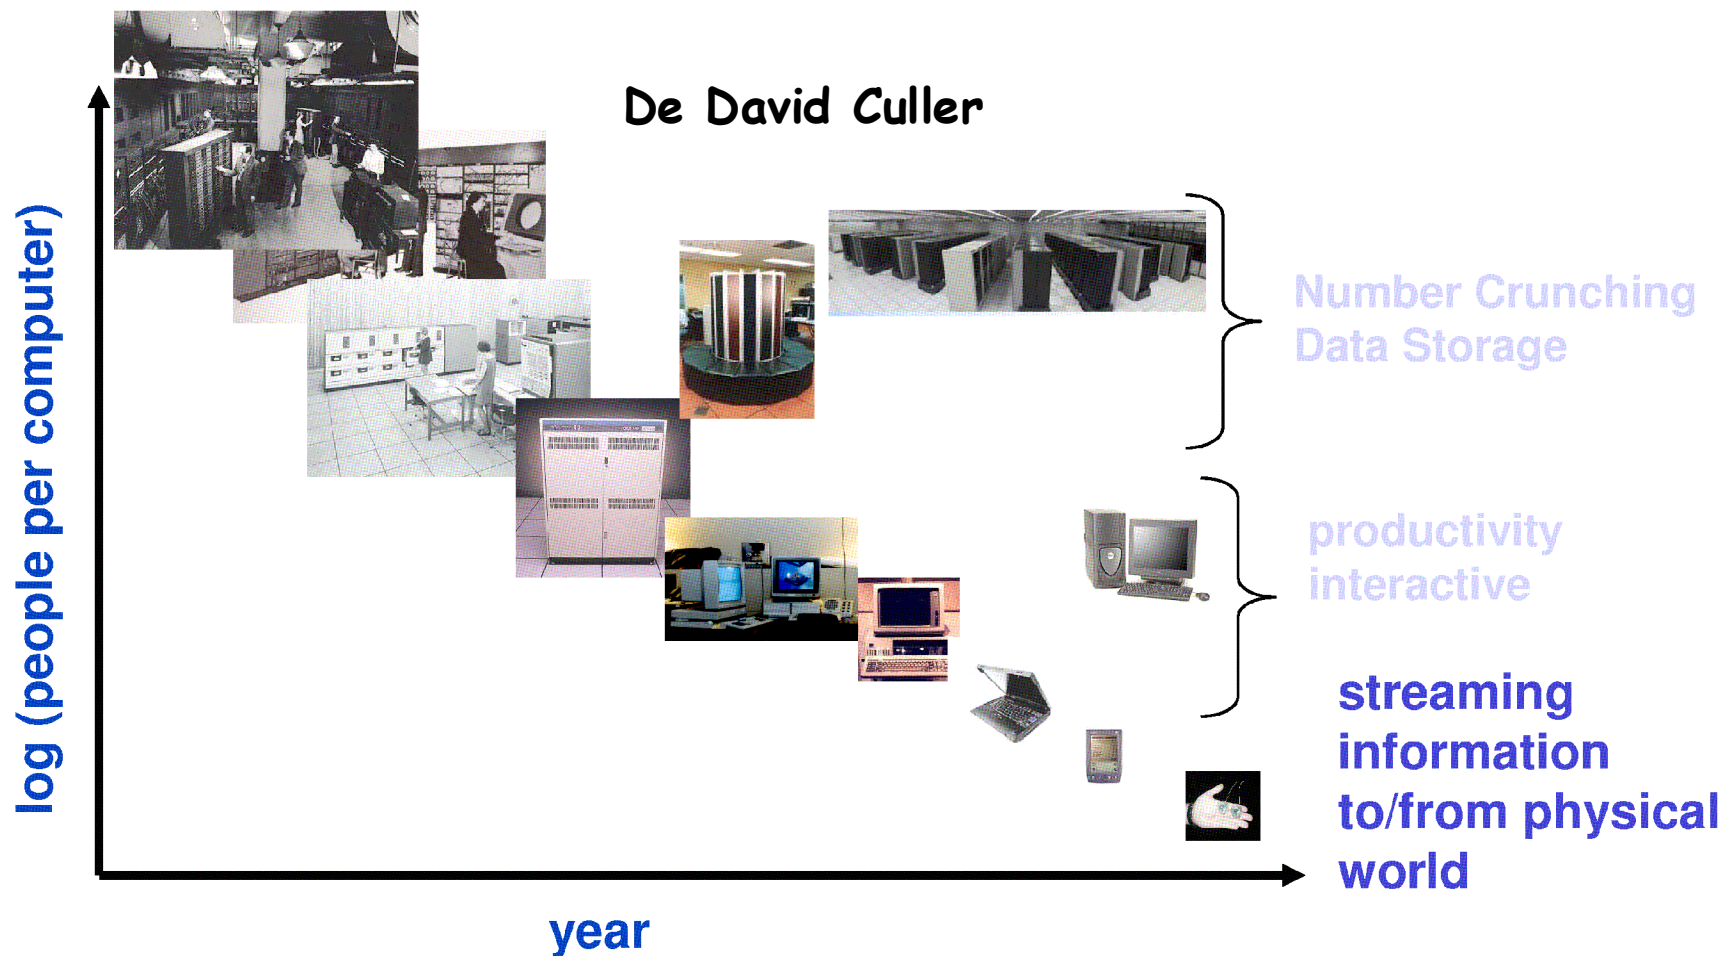 De David Culler
log (people per computer)
Number Crunching
Data Storage
productivity
interactive
streaming
information
to/from physical
world
year